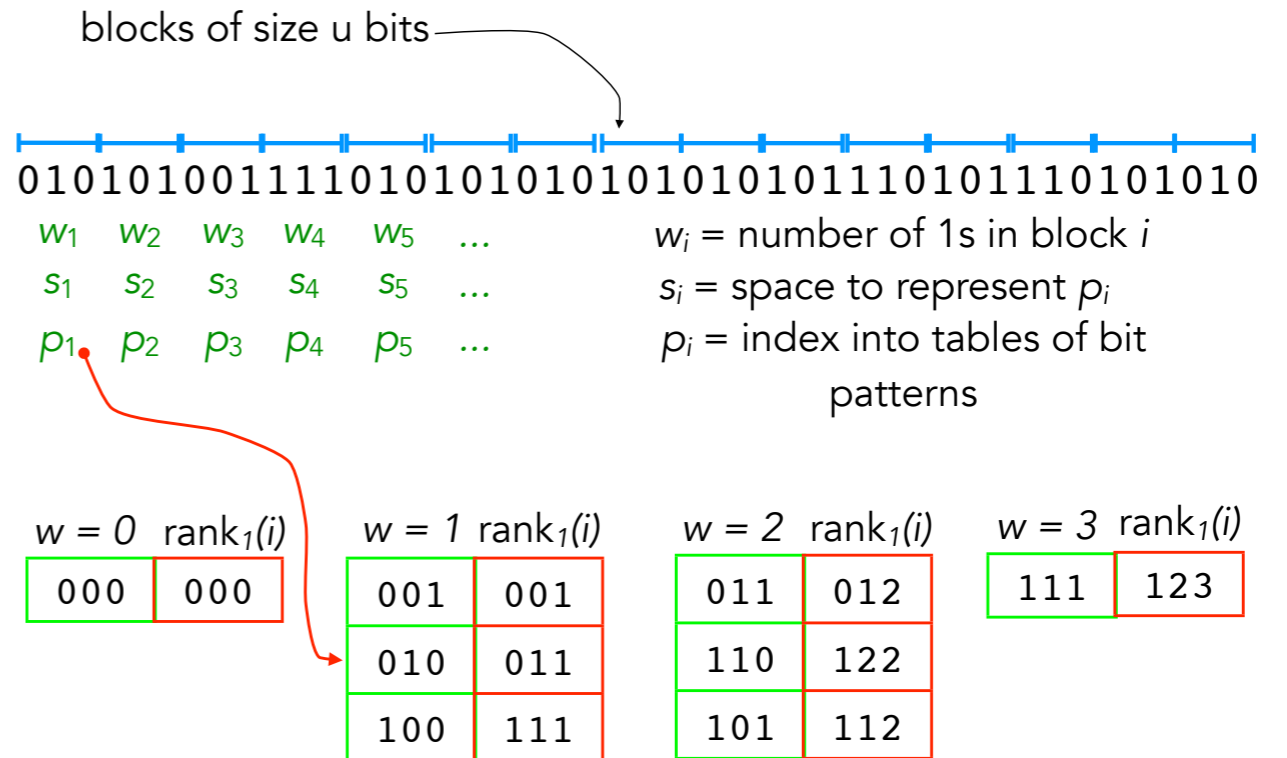 blocks of size u bits
010101001111010101010101010101110101110101010
w1 w2 w3 w4 w5 ... wi = number of 1s in block i
s1 s2 s3 s4 s5 ... si = space to represent pi
p1 p2 p3 p4 p5 ... pi = index into tables of bit
patterns
w = 0 rank1(i) w = 1 rank1(i) w = 2 rank1(i) w = 3 rank1(i)
000 000 001 001 011 012 111 123
010 011 110 122
100 111 101 112